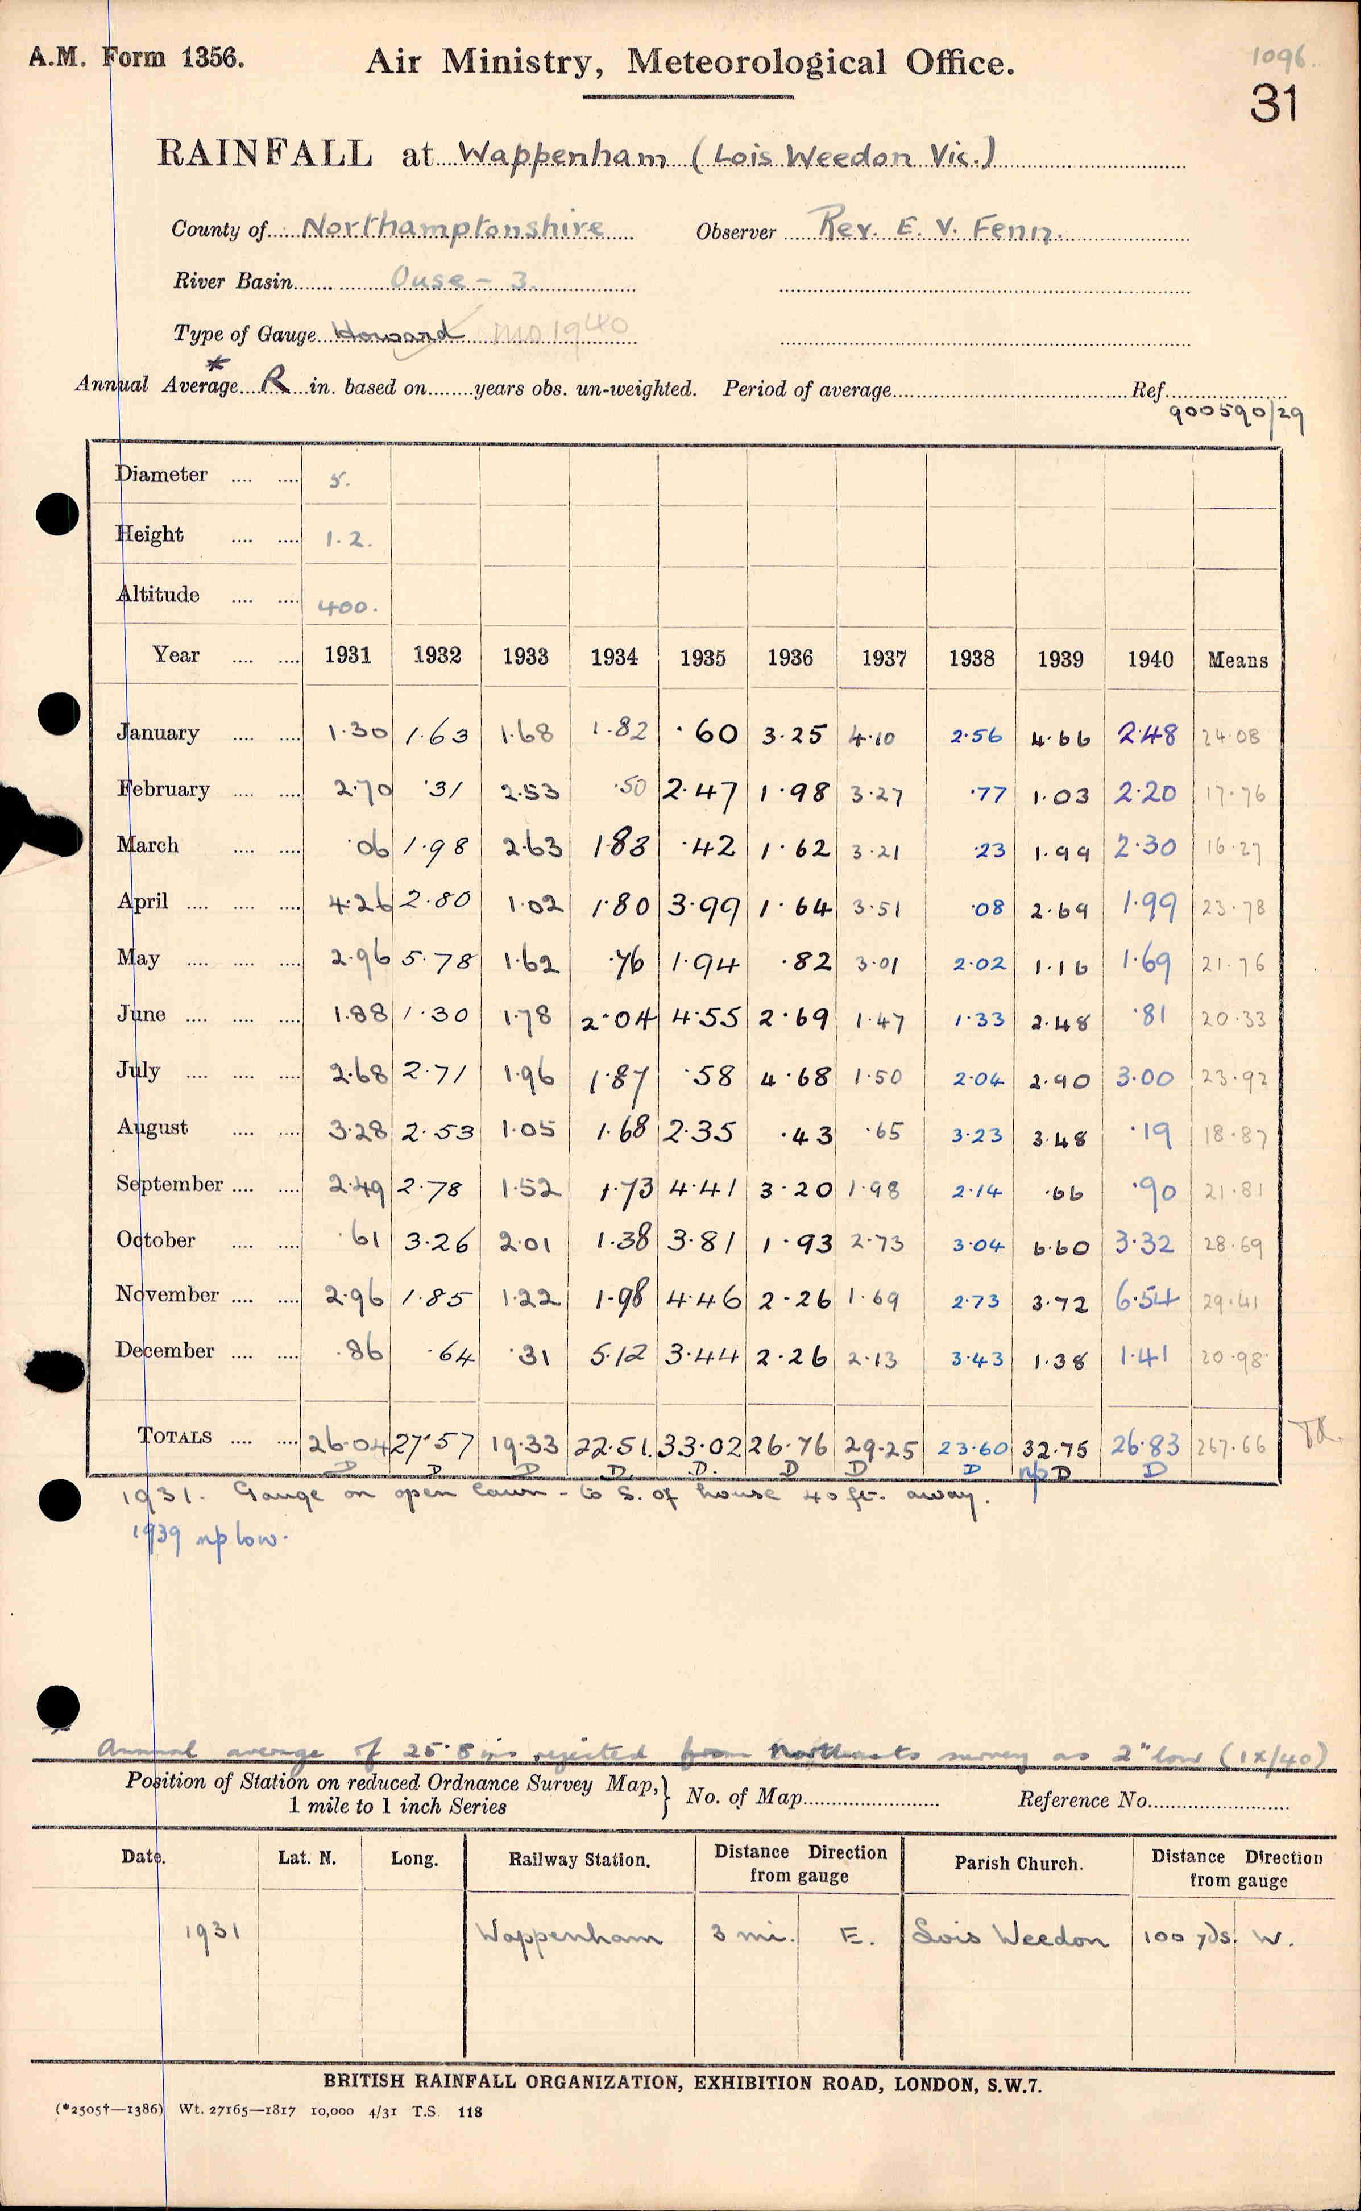 A.M. Form 1356.
Air Ministry, Meteorological Office.
1096.
31
RAINFALL at Wappenham (Lois Weedon Vic.)
County of Northamptonshire Observer Rev. E. V. Fenn.
River Basin Ouse - 3.
Type of Gauge Howard MO 1940
Annual Average * R in. based on years obs. un-weighted. Period of average Ref.
900590/29
Diameter 5.
Height 1.2.
Altitude 400.
Year 1931 1932 1933 1934 1935 1936 1937 1938 1939 1940 Means
January 1.30 1.63 1.68 1.82 .60 3.25 4.10 2.56 4.66 2.48 24.08
February 2.70 .31 2.53 .50 2.47 1.98 3.27 .77 1.03 2.20 17.76
March .06 1.98 2.63 1.83 .42 1.62 3.21 .23 1.99 2.30 16.27
April 4.26 2.80 1.02 1.80 3.99 1.64 3.51 .08 2.69 1.99 23.78
May 2.96 5.78 1.62 .76 1.94 .82 3.01 2.02 1.16 1.69 21.76
June 1.88 1.30 1.78 2.04 4.55 2.69 1.47 1.33 2.48 .81 20.33
July 2.68 2.71 1.96 1.87 .58 4.68 1.50 2.04 2.90 3.00 23.92
August 3.28 2.53 1.05 1.68 2.35 .43 .65 3.23 3.48 .19 18.87
September 2.49 2.78 1.52 1.73 4.41 3.20 1.98 2.14 .66 .90 21.81
October .61 3.26 2.01 1.38 3.81 1.93 2.73 3.04 6.60 3.32 28.69
November 2.96 1.85 1.22 1.98 4.46 2.26 1.69 2.73 3.72 6.54 29.41
December .86 .64 .31 5.12 3.44 2.26 2.13 3.43 1.38 1.41 20.98
TOTALS 26.04 27.57 19.33 22.51 33.02 26.76 29.25 23.60 32.75 26.83 267.66
D D D D. D. D D D np D D
1931. Gauge on open lawn - to S. of house 40 ft. away.
1939 np low.
* Annual average of 25.8 ins rejected from Northants survey as 2" low (1X/40)
Position of Station on reduced Ordnance Survey Map, } No. of Map Reference No.
1 mile to 1 inch Series
Date. Lat. N. Long. Railway Station. Distance Direction from gauge Parish Church. Distance Direction from gauge
1931 Wappenham 3 mi. E. Lois Weedon 100 yds. W.
BRITISH RAINFALL ORGANIZATION, EXHIBITION ROAD, LONDON, S.W.7.
(*2505†—1386) Wt. 27165—1817 10,000 4/31 T.S. 118